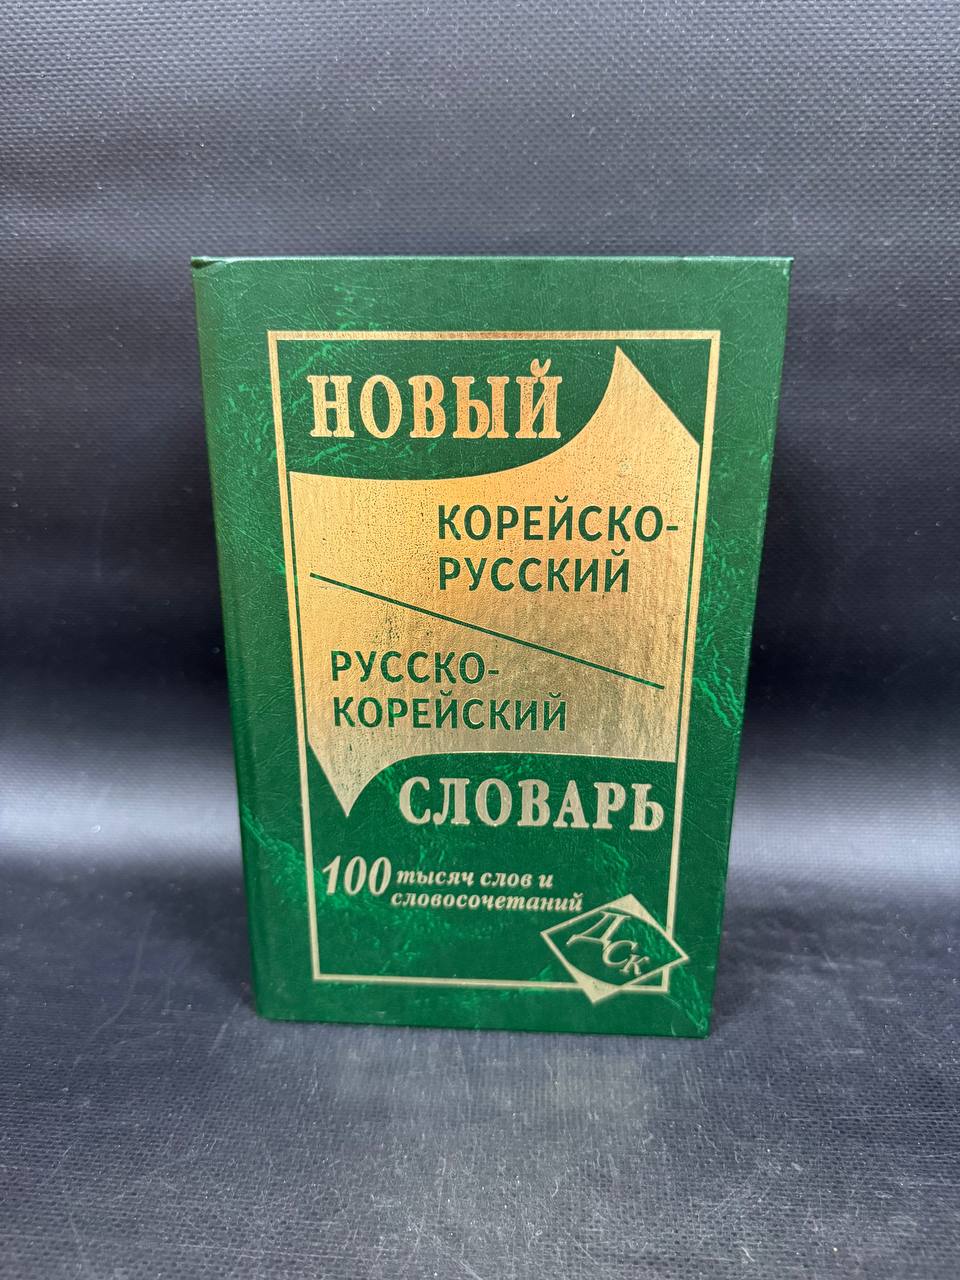 НОВЫЙ
КОРЕЙСКО-
РУССКИЙ
РУССКО-
КОРЕЙСКИЙ
СЛОВАРЬ
100 тысяч слов и
словосочетаний
ДСК